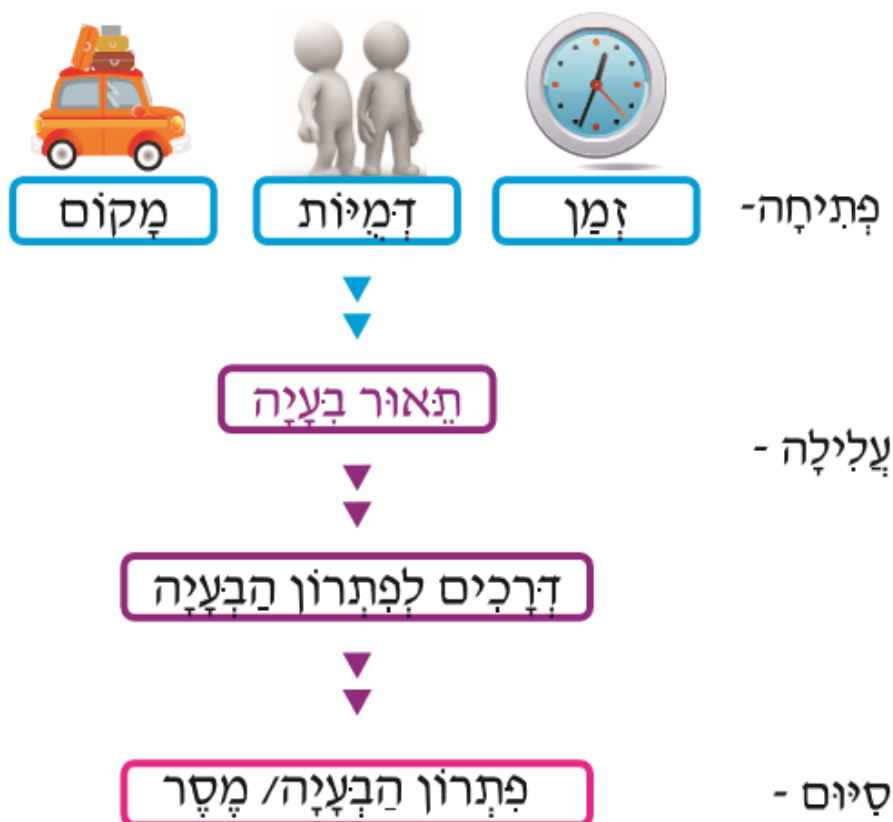 פְּתִיחָה- זְמַן דְּמֻיּוֹת מָקוֹם
תֵּאוּר בְּעָיָה
עֲלִילָה -
דְּרָכִים לְפִתְרוֹן הַבְּעָיָה
סִיּוּם - פִּתְרוֹן הַבְּעָיָה/ מֶסֶר